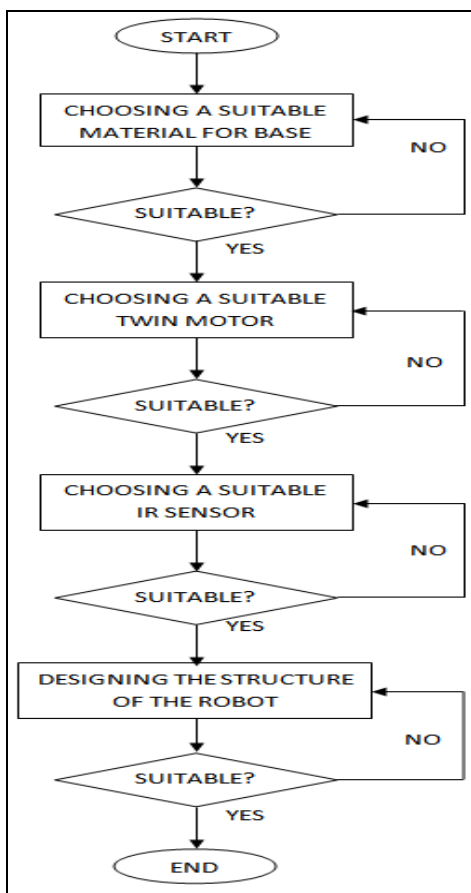 START
CHOOSING A SUITABLE
MATERIAL FOR BASE
NO
SUITABLE?
YES
CHOOSING A SUITABLE
TWIN MOTOR
NO
SUITABLE?
YES
CHOOSING A SUITABLE
IR SENSOR
NO
SUITABLE?
YES
DESIGNING THE STRUCTURE
OF THE ROBOT
NO
SUITABLE?
YES
END